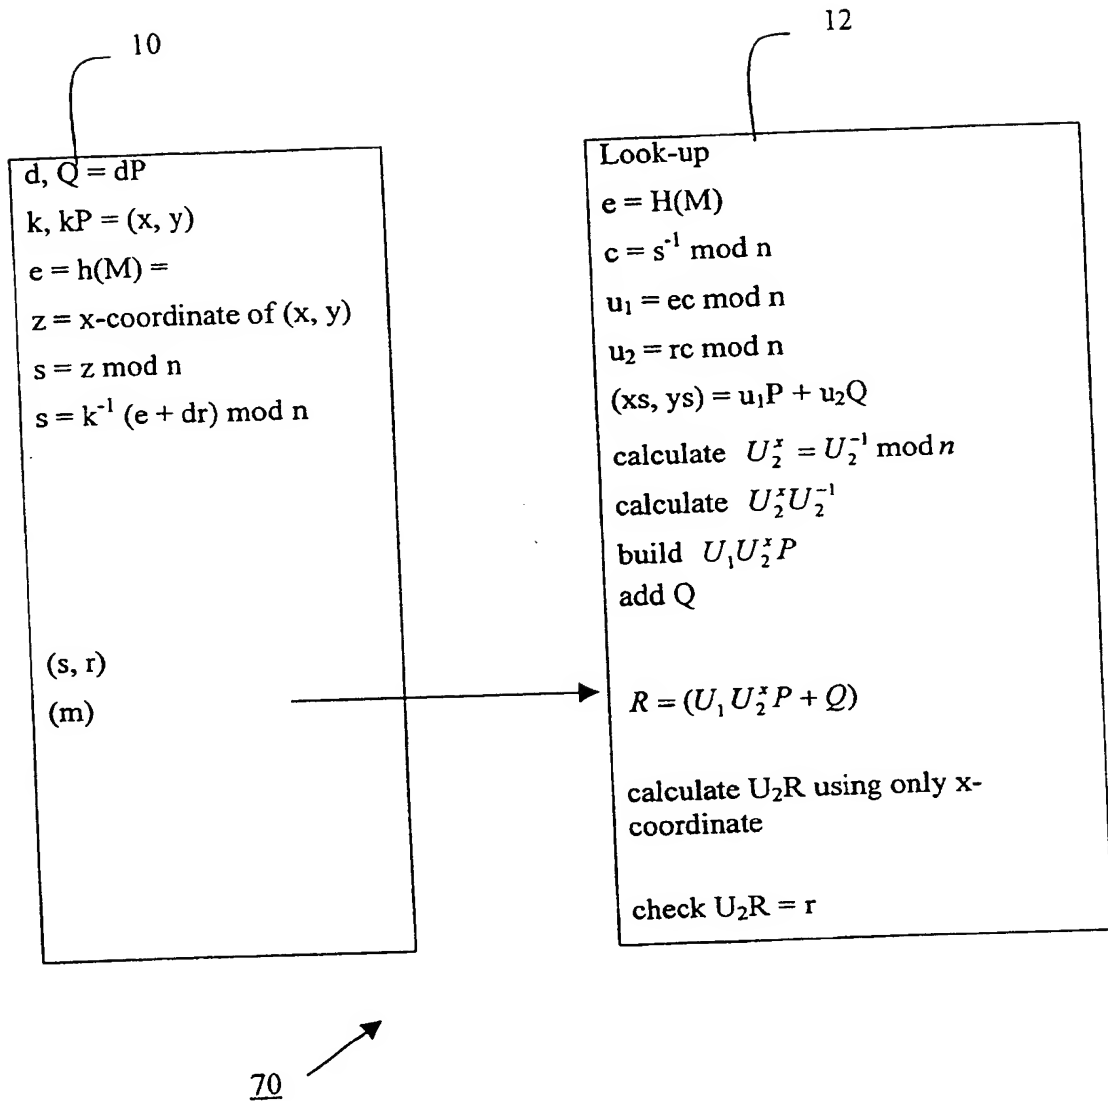 10
12
d, Q = dP
k, kP = (x, y)
e = h(M) =
z = x-coordinate of (x, y)
s = z mod n
s = k⁻¹ (e + dr) mod n
(s, r)
(m)
Look-up
e = H(M)
c = s⁻¹ mod n
u₁ = ec mod n
u₂ = rc mod n
(xs, ys) = u₁P + u₂Q
calculate U₂ˣ = U₂⁻¹ mod n
calculate U₂ˣU₂⁻¹
build U₁U₂ˣP
add Q
R = (U₁ U₂ˣP + Q)
calculate U₂R using only x-
coordinate
check U₂R = r
70